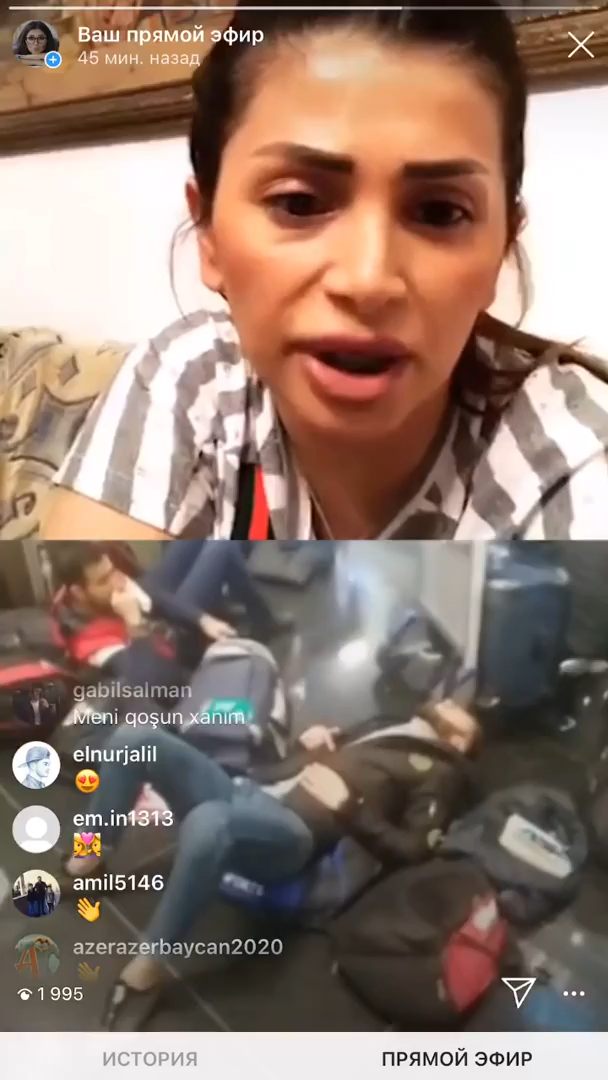 Ваш прямой эфир
45 мин. назад
gabilsalman
Meni qoşun xanim
elnurjalil
😍
em.in1313
💏
amil5146
👋
azerazerbaycan2020
👋
1 995
ИСТОРИЯ
ПРЯМОЙ ЭФИР